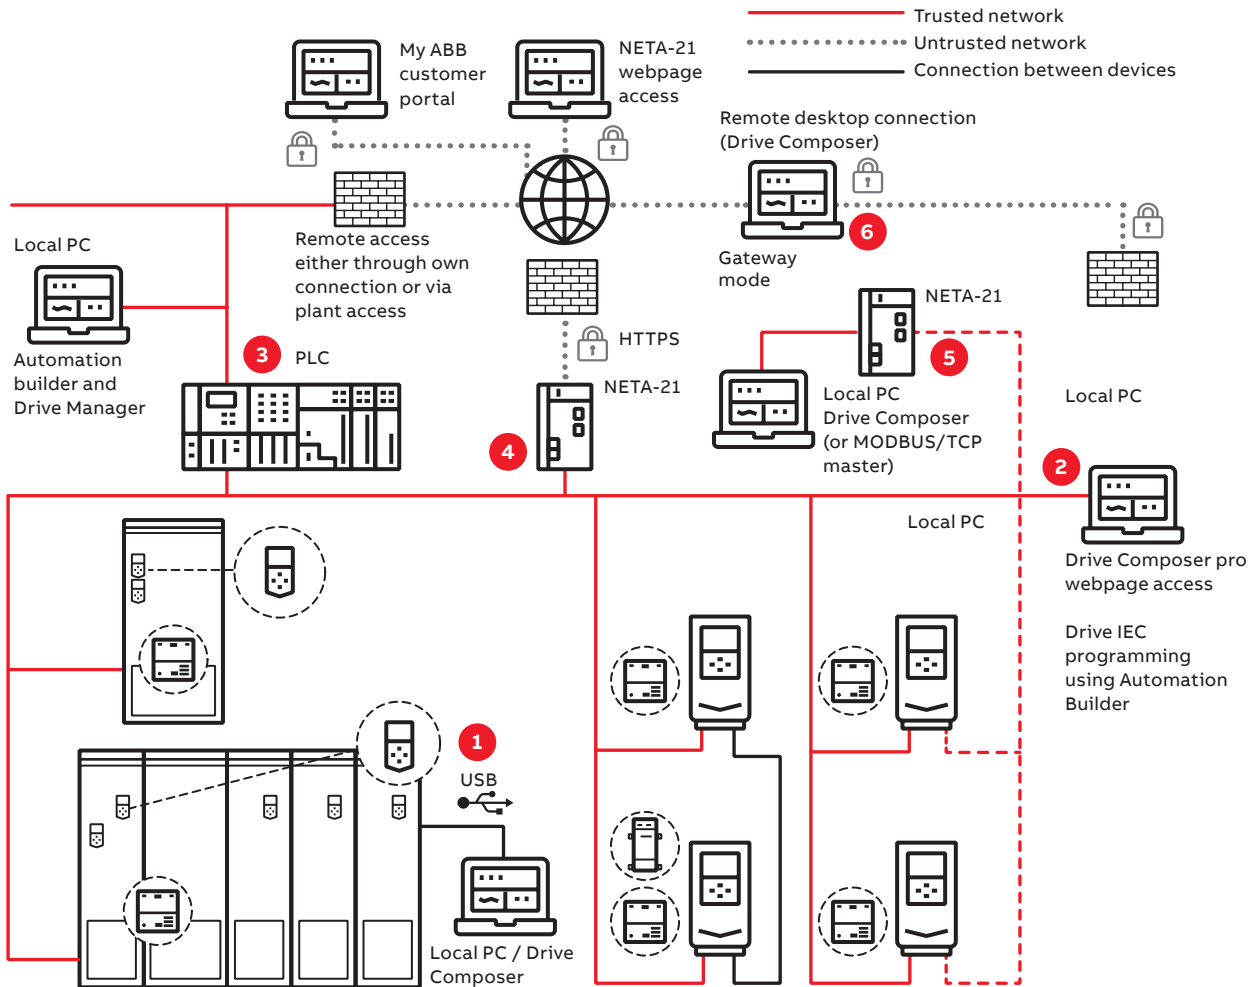 Trusted network
Untrusted network
Connection between devices
My ABB
customer
portal
NETA-21
webpage
access
Remote desktop connection
(Drive Composer)
6
Gateway
mode
Local PC
Remote access
either through own
connection or via
plant access
Automation
builder and
Drive Manager
3
PLC
HTTPS
NETA-21
4
NETA-21
5
Local PC
Drive Composer
(or MODBUS/TCP
master)
Local PC
2
Local PC
Drive Composer pro
webpage access
Drive IEC
programming
using Automation
Builder
1
USB
Local PC / Drive
Composer